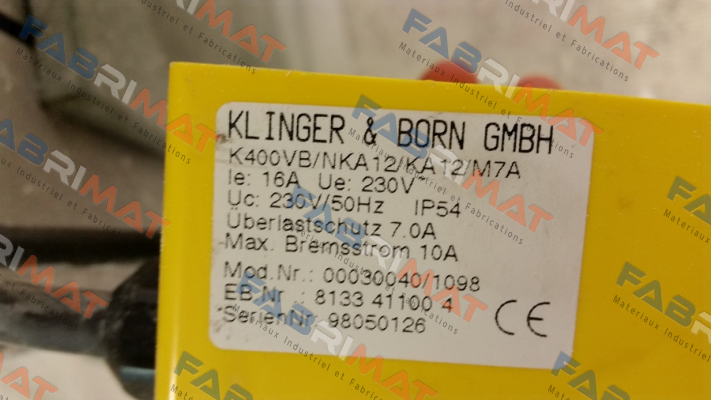 KLINGER & BORN GMBH
K400VB/NKA12/KA12/M7A
Ie: 16A Ue: 230V~
Uc: 230V/50Hz IP54
Überlastschutz 7.0A
Max. Bremsstrom 10A
Mod.Nr.: 00030040/1098
EB.Nr.: 8133 41100 4
SerienNr. 98050126
CE
FABRIMAT
Materiaux Industriel et Fabrications